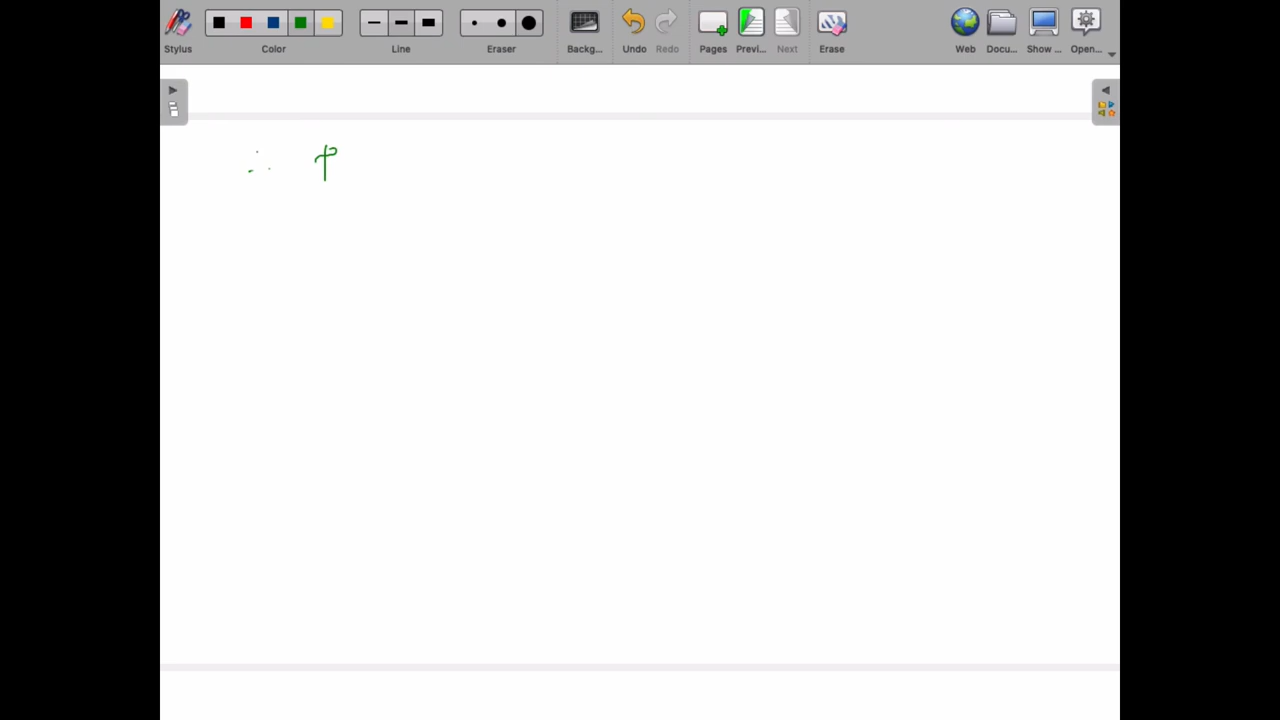 Stylus Color Line Eraser Backg... Undo Redo Pages Previ... Next Erase Web Docu... Show ... Open...
∴